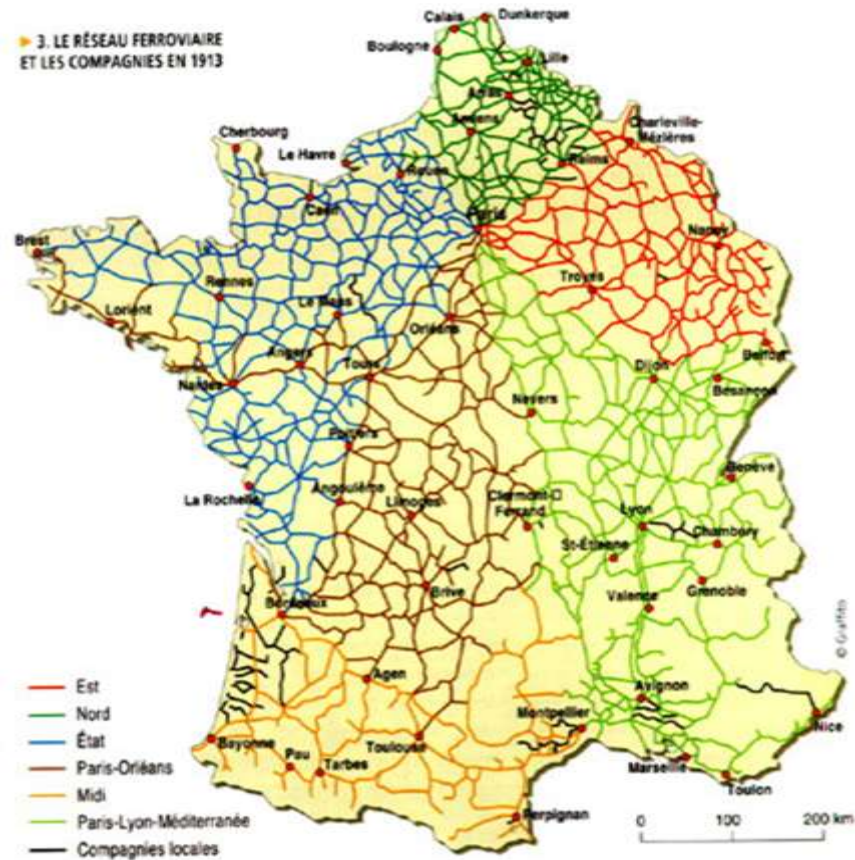 ► 3. LE RÉSEAU FERROVIAIRE
ET LES COMPAGNIES EN 1913
Calais
Dunkerque
Boulogne
Lille
Arras
Amiens
Charleville-
Mézières
Cherbourg
Le Havre
Rouen
Reims
Caen
Paris
Nancy
Brest
Rennes
Le Mans
Troyes
Lorient
Orléans
Angers
Tours
Belfort
Dijon
Nantes
Besançon
Nevers
Poitiers
Genève
La Rochelle
Angoulême
Limoges
Clermont-
Ferrand
Lyon
Chambéry
St-Étienne
Grenoble
Valence
Brive
Bordeaux
© Graffito
Agen
Avignon
Montpellier
Nice
Bayonne
Pau
Tarbes
Toulouse
Marseille
Toulon
Perpignan
Est
Nord
État
Paris-Orléans
Midi
Paris-Lyon-Méditerranée
Compagnies locales
0 100 200 km